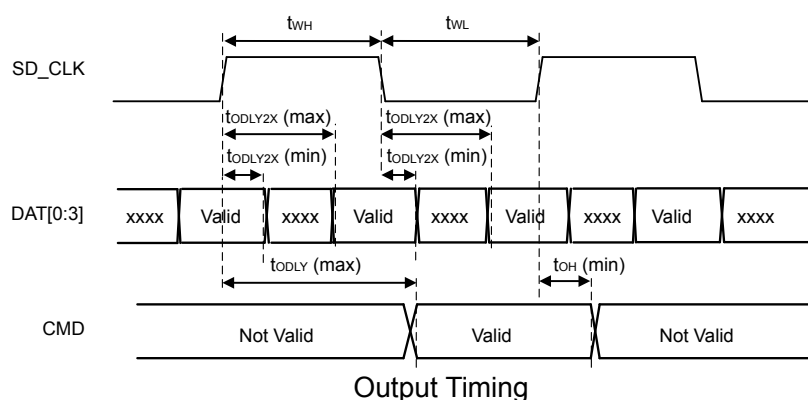 tWH tWL
SD_CLK
tODLY2X (max) tODLY2X (max)
tODLY2X (min) tODLY2X (min)
DAT[0:3] xxxx Valid xxxx Valid xxxx Valid xxxx Valid xxxx
tODLY (max) tOH (min)
CMD Not Valid Valid Not Valid
Output Timing